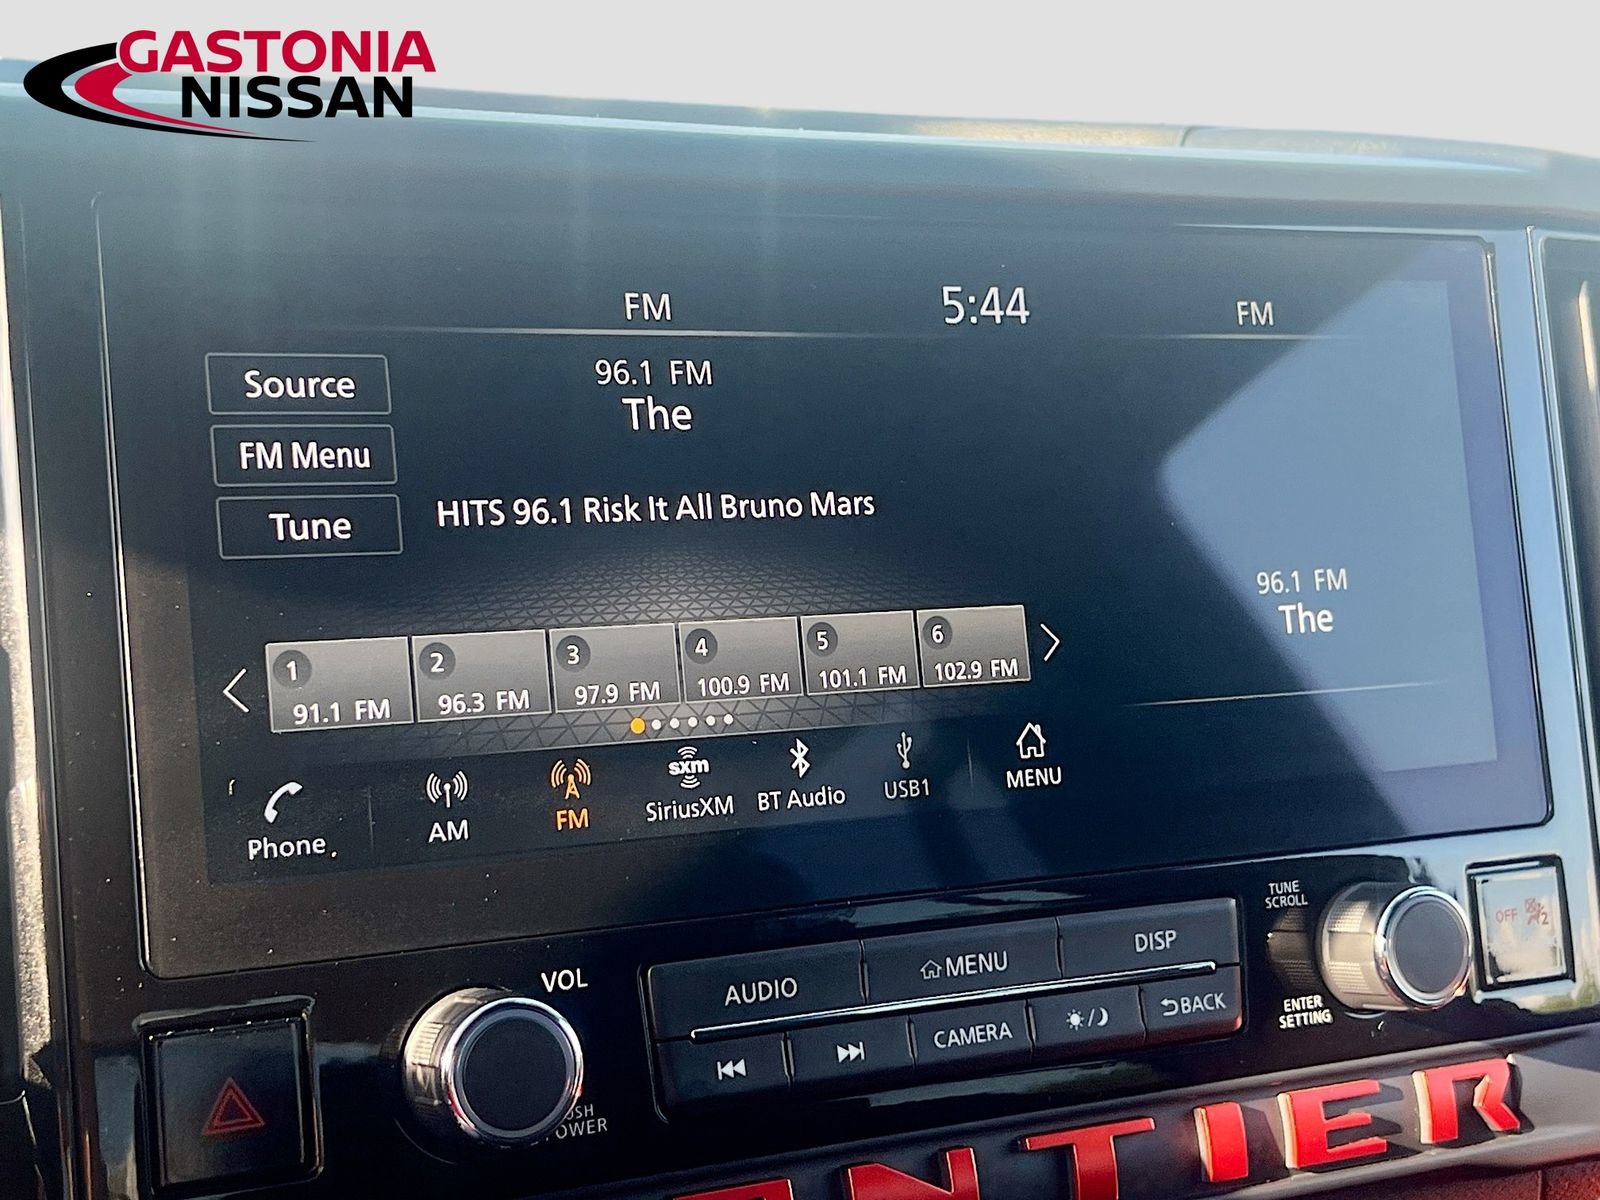 GASTONIA
NISSAN
FM 5:44 FM
Source
FM Menu
Tune
96.1 FM
The
HITS 96.1 Risk It All Bruno Mars
96.1 FM
The
1 2 3 4 5 6
91.1 FM 96.3 FM 97.9 FM 100.9 FM 101.1 FM 102.9 FM
sxm
Phone AM FM SiriusXM BT Audio USB1 MENU
VOL
AUDIO MENU DISP
CAMERA / BACK
TUNE
SCROLL
ENTER
SETTING
OFF
NTIER